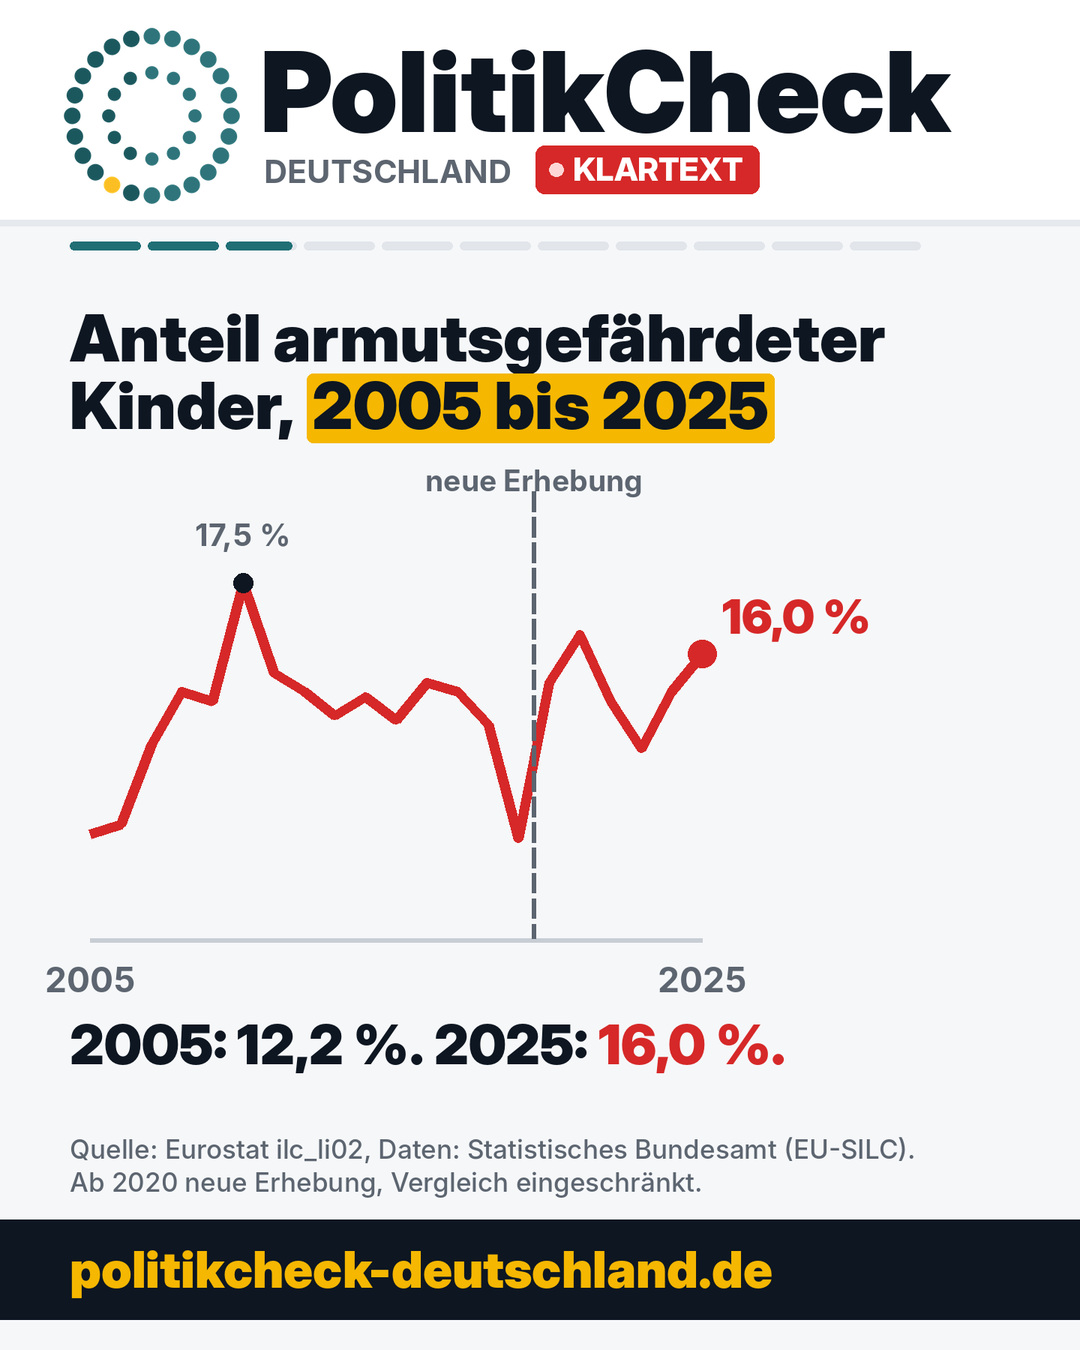 PolitikCheck
DEUTSCHLAND
KLARTEXT
Anteil armutsgefährdeter
Kinder, 2005 bis 2025
neue Erhebung
17,5 %
16,0 %
2005
2025
2005: 12,2 %. 2025: 16,0 %.
Quelle: Eurostat ilc_li02, Daten: Statistisches Bundesamt (EU-SILC).
Ab 2020 neue Erhebung, Vergleich eingeschränkt.
politikcheck-deutschland.de